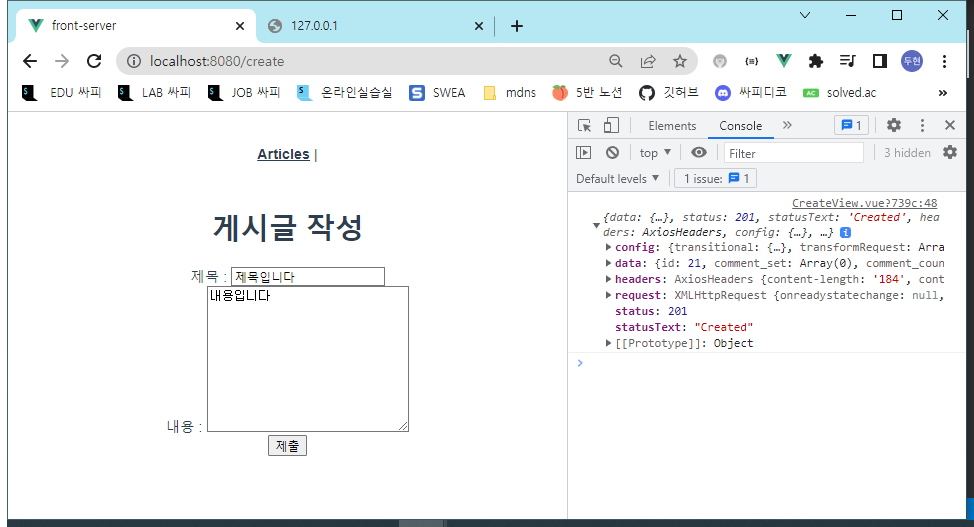 front-server
127.0.0.1
localhost:8080/create
두현
EDU 싸피
LAB 싸피
JOB 싸피
온라인실습실
SWEA
mdns
5반 노션
깃허브
싸피디코
solved.ac
»
Elements
Console
»
1
top
Filter
3 hidden
Default levels
1 issue:
1
Articles |
게시글 작성
제목 : 제목입니다
내용입니다
내용 :
제출
CreateView.vue?739c:48
{data: {…}, status: 201, statusText: 'Created', hea
ders: AxiosHeaders, config: {…}, …}
config: {transitional: {…}, transformRequest: Arra
data: {id: 21, comment_set: Array(0), comment_coun
headers: AxiosHeaders {content-length: '184', cont
request: XMLHttpRequest {onreadystatechange: null,
status: 201
statusText: "Created"
[[Prototype]]: Object